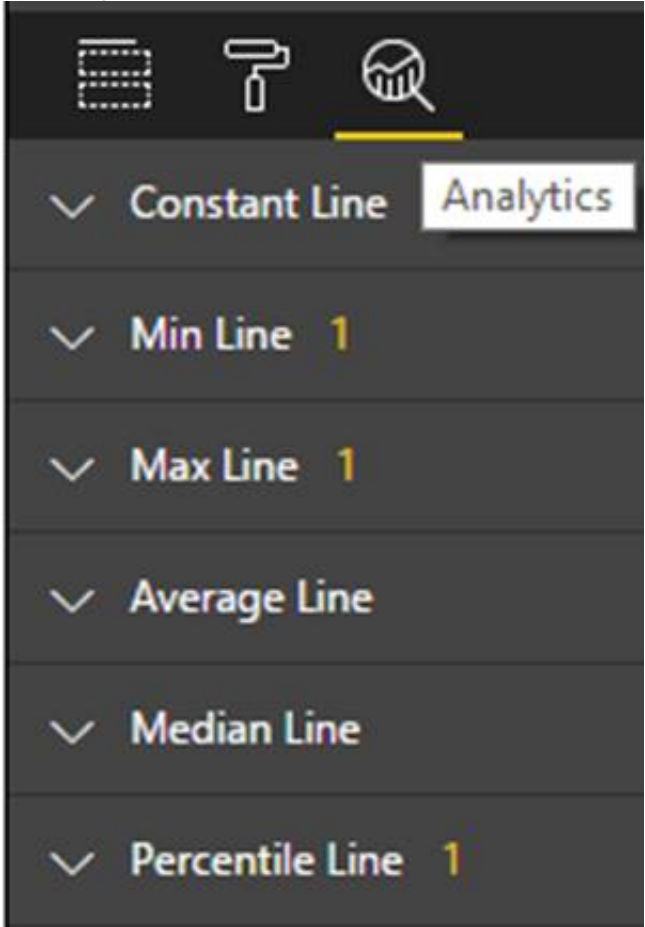 Analytics
Constant Line
Min Line 1
Max Line 1
Average Line
Median Line
Percentile Line 1